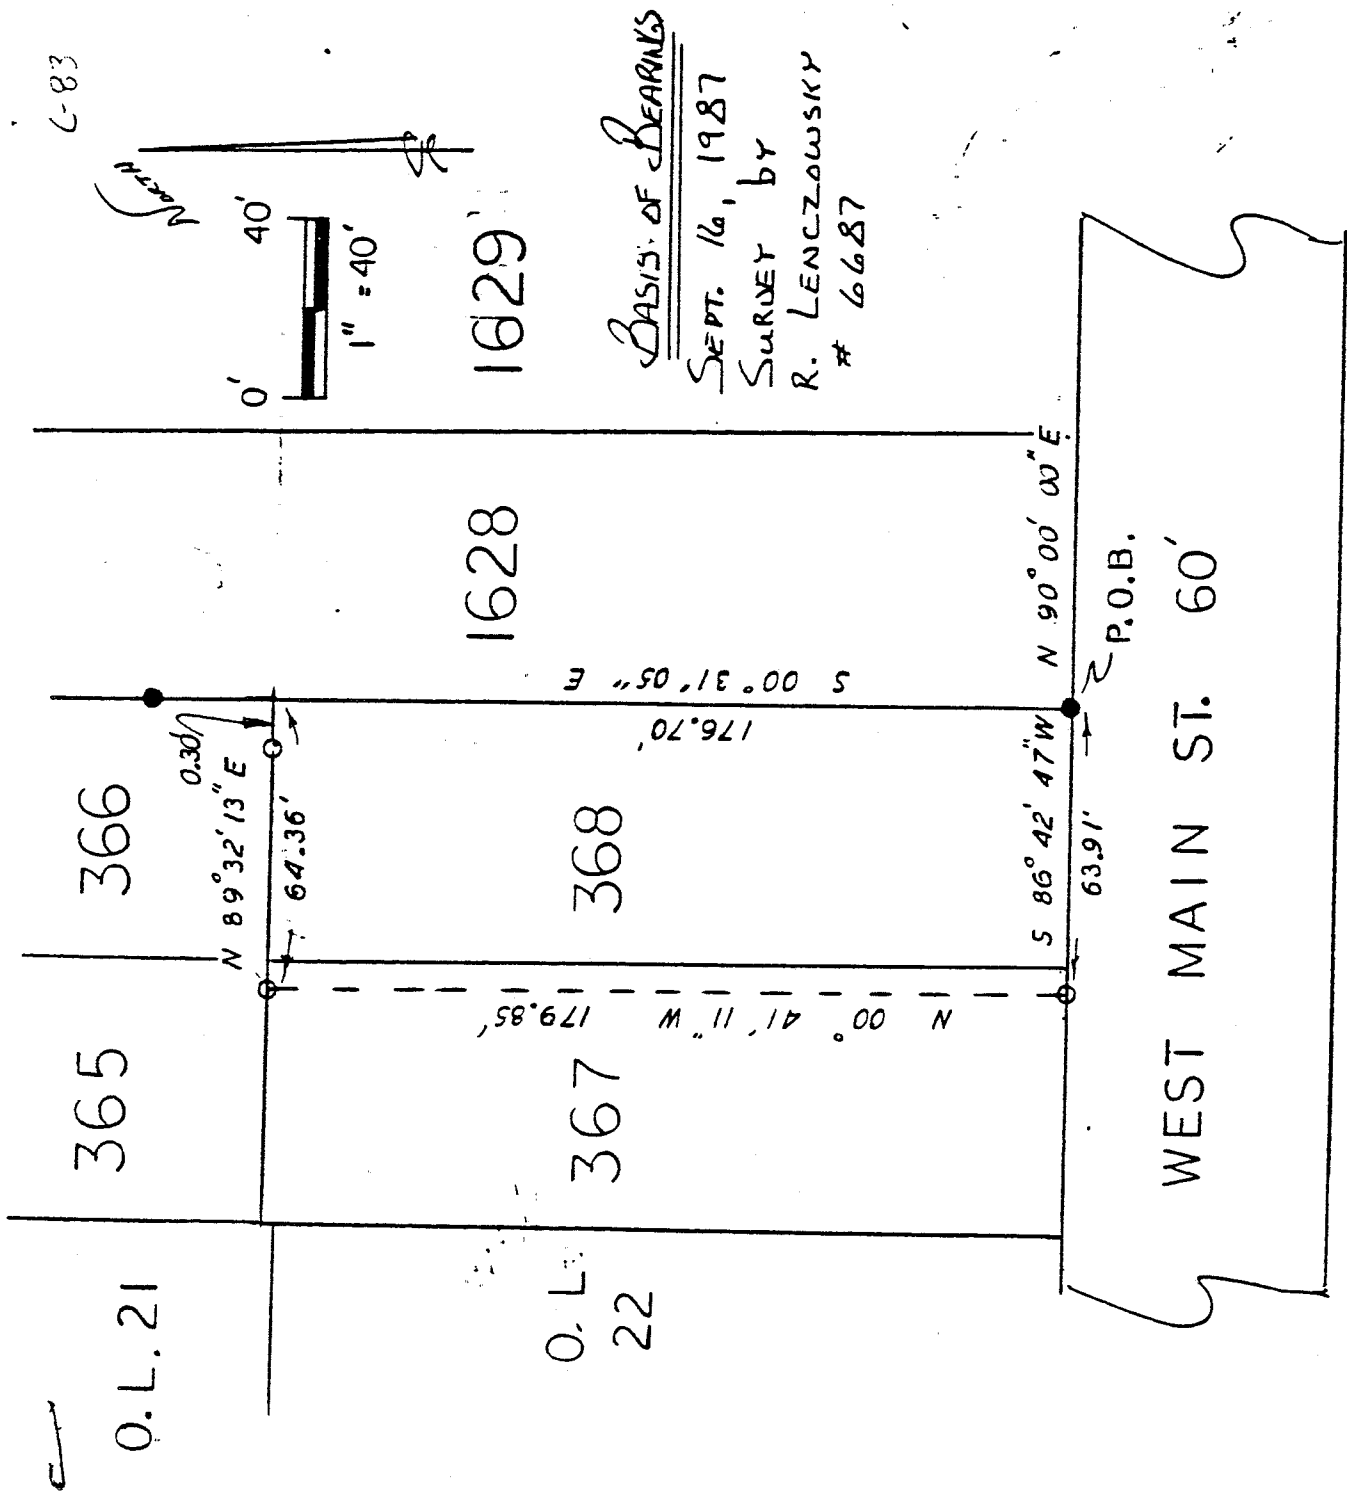 C-83
NORTH
0' 40'
1" = 40'
BASIS OF BEARINGS
SEPT. 16, 1987
SURVEY by
R. LENCZOWSKY
# 6687
O. L. 21
365
366
0.30'
N 89° 32' 13" E
64.36'
O. L.
22
367
368
1628
1629
N 00° 41' 11" W 179.85'
S 00° 31' 05" E
176.70'
S 86° 42' 47" W
63.91'
N 90° 00' 00" E
P.O.B.
WEST MAIN ST. 60'